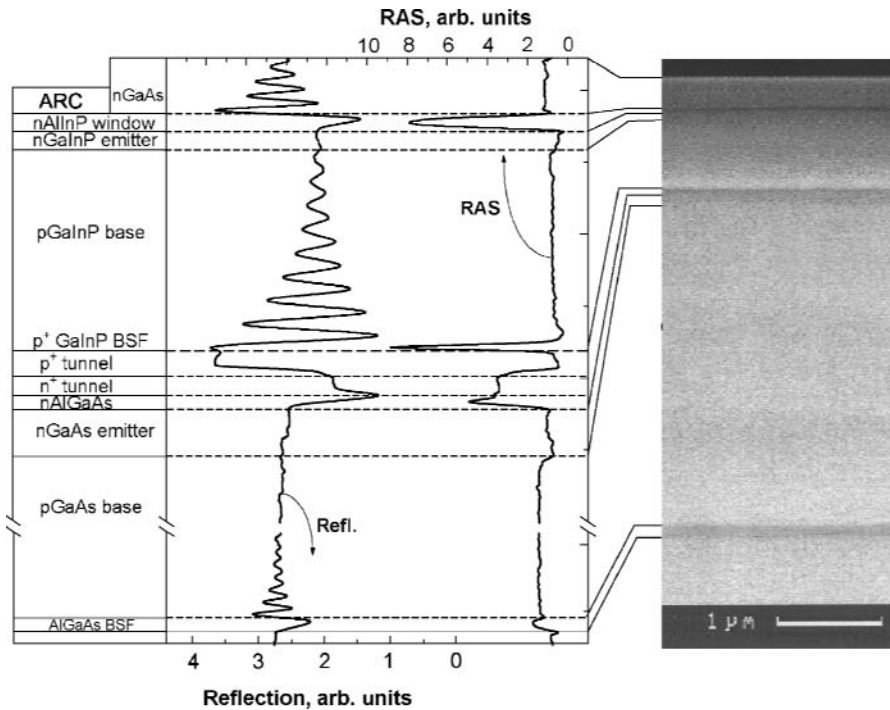 RAS, arb. units
10 8 6 4 3 1 0
nGaAs
ARC
nAlInP window
nGaInP emitter
RAS
pGaInP base
p⁺ GaInP BSF
p⁺ tunnel
n⁺ tunnel
nAlGaAs
nGaAs emitter
pGaAs base
Refl.
AlGaAs BSF
1 μm
4 3 2 1 0
Reflection, arb. units